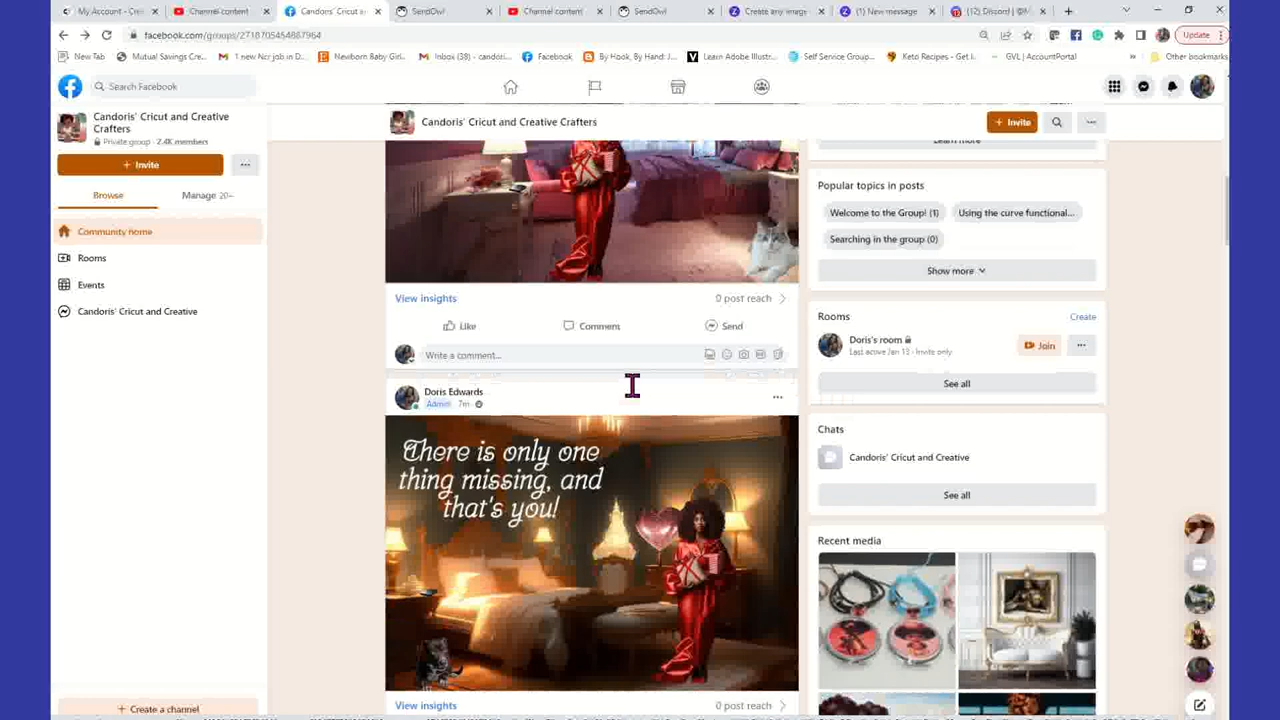 My Account - Cre
Channel content
Candoris' Cricut a
SendOwl
Channel content
SendOwl
Create any image
(1) New message
(12) Discord | @M
facebook.com/groups/2718705454887964
Update
New Tab
Mutual Savings Cre...
1 new Ncr job in D...
Newborn Baby Girl...
Inbox (38) - candori...
Facebook
By Hook, By Hand: J...
Learn Adobe Illustr...
Self Service Group...
Keto Recipes - Get i...
GVL | AccountPortal
»
Other bookmarks
Search Facebook
Candoris' Cricut and Creative
Crafters
Private group · 2.4K members
+ Invite
Browse
Manage 20+
Community home
Rooms
Events
Candoris' Cricut and Creative
+ Create a channel
Candoris' Cricut and Creative Crafters
+ Invite
View insights
0 post reach
Like
Comment
Send
Write a comment...
Doris Edwards
Admin
7m
There is only one
thing missing, and
that's you!
View insights
0 post reach
Learn more
Popular topics in posts
Welcome to the Group! (1)
Using the curve functional...
Searching in the group (0)
Show more
Rooms
Create
Doris's room
Last active Jan 13 · Invite only
Join
See all
Chats
Candoris' Cricut and Creative
See all
Recent media